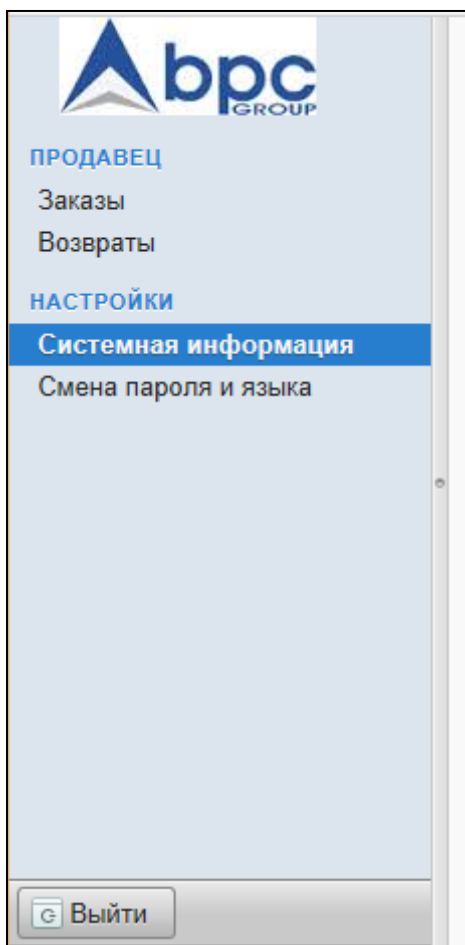 bpc
GROUP
ПРОДАВЕЦ
Заказы
Возвраты
НАСТРОЙКИ
Системная информация
Смена пароля и языка
Выйти